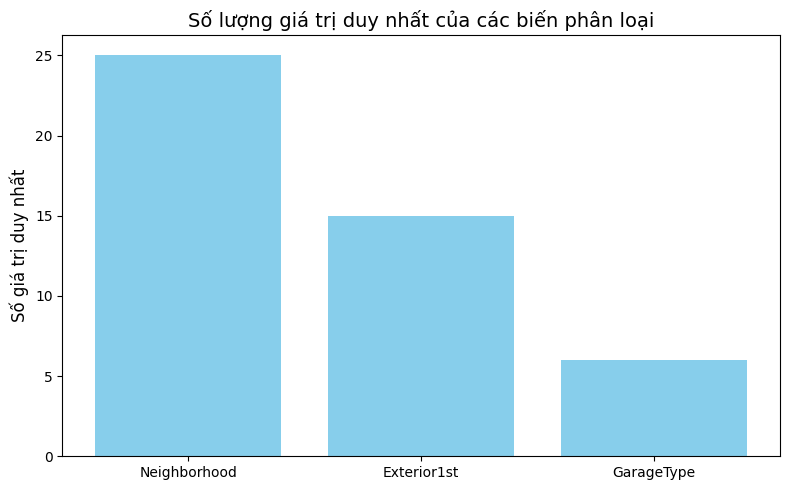 Số lượng giá trị duy nhất của các biến phân loại
Số giá trị duy nhất
25
20
15
10
5
0
Neighborhood
Exterior1st
GarageType